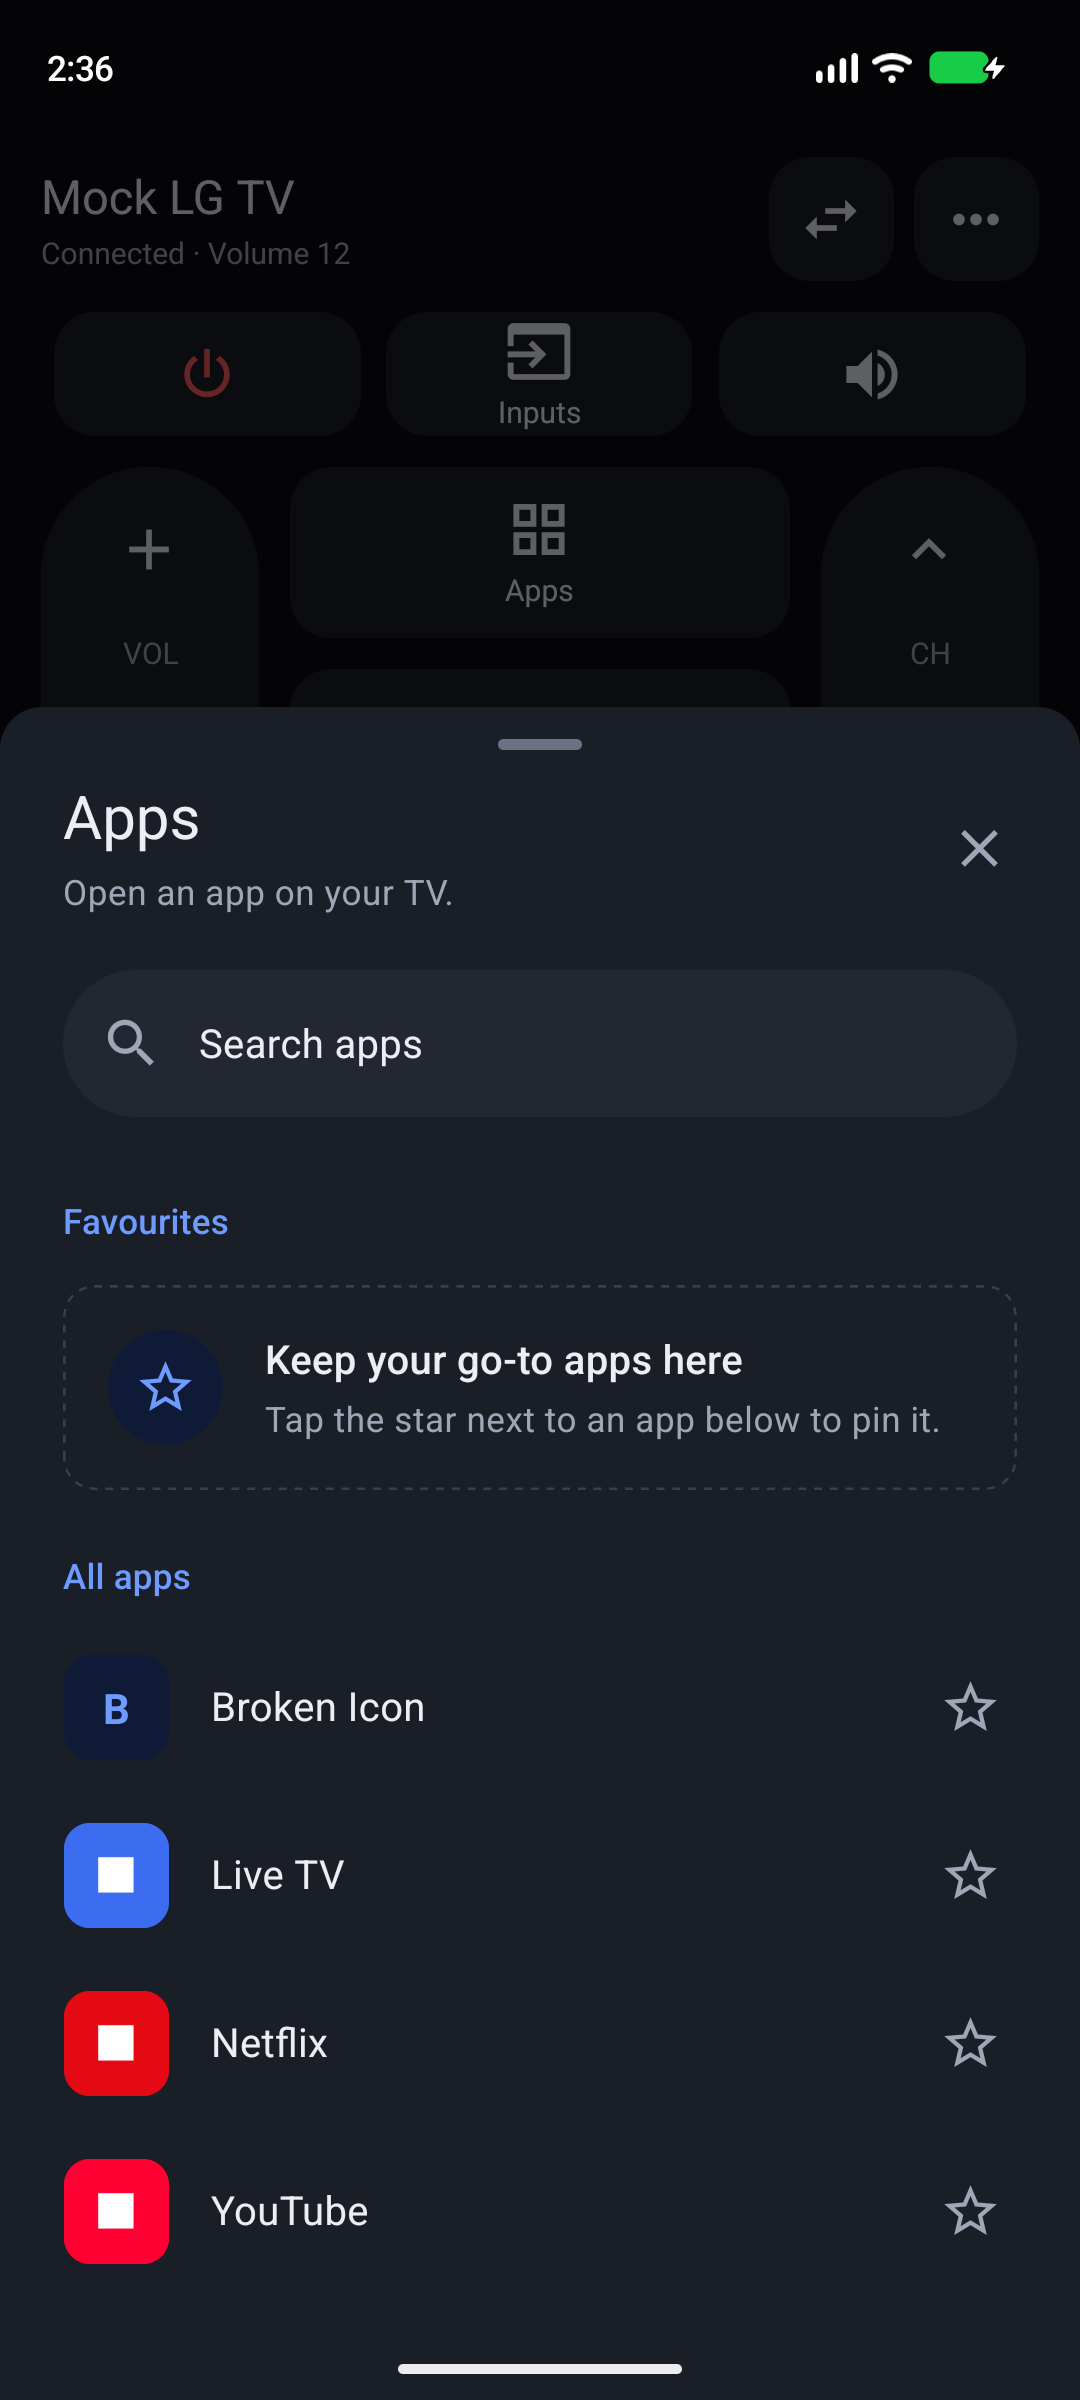 2:36
Mock LG TV
Connected · Volume 12
Inputs
Apps
VOL
CH
Apps
Open an app on your TV.
Search apps
Favourites
Keep your go-to apps here
Tap the star next to an app below to pin it.
All apps
B
Broken Icon
Live TV
Netflix
YouTube